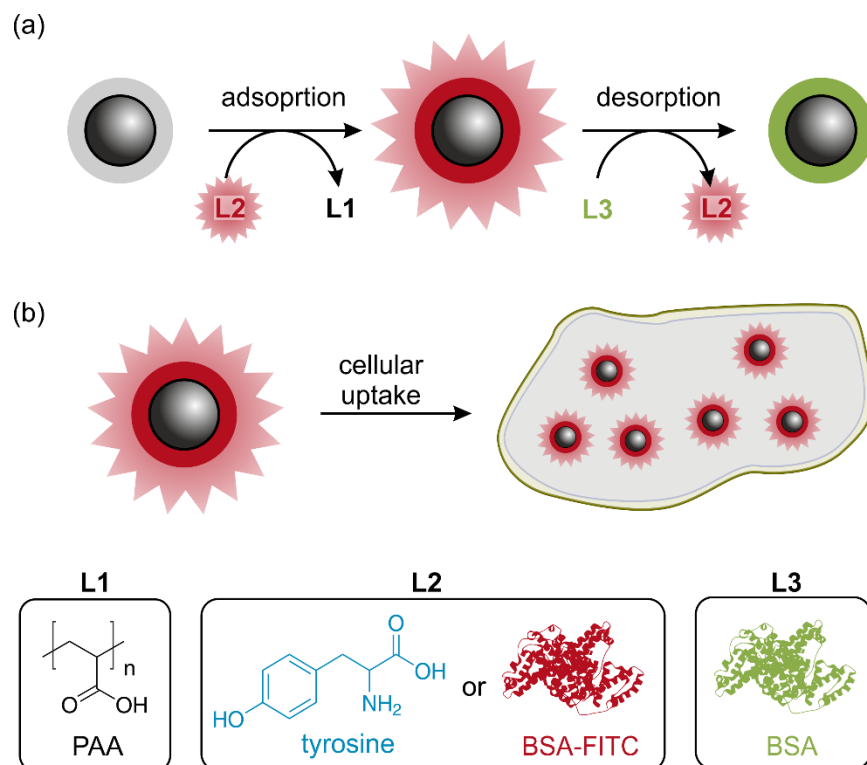 (a)
adsoprtion
desorption
L2
L1
L3
L2
(b)
cellular
uptake
L1
L2
L3
n
O
OH
PAA
O
OH
NH2
HO
tyrosine
or
BSA-FITC
BSA